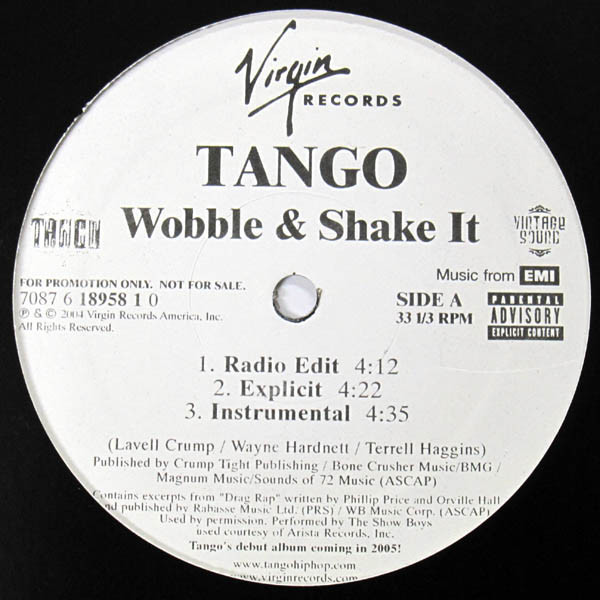 Virgin
RECORDS
TANGO
Wobble & Shake It
TANGO
VINTAGE
SOUND
FOR PROMOTION ONLY. NOT FOR SALE.
7087 6 18958 1 0
℗ & © 2004 Virgin Records America, Inc.
All Rights Reserved.
Music from EMI
SIDE A
33 1/3 RPM
PARENTAL
ADVISORY
EXPLICIT CONTENT
1. Radio Edit 4:12
2. Explicit 4:22
3. Instrumental 4:35
(Lavell Crump / Wayne Hardnett / Terrell Haggins)
Published by Crump Tight Publishing / Bone Crusher Music/BMG /
Magnum Music/Sounds of 72 Music (ASCAP)
Contains excerpts from "Drag Rap" written by Phillip Price and Orville Hall
and published by Rabasse Music Ltd. (PRS) / WB Music Corp. (ASCAP)
Used by permission. Performed by The Show Boys
used courtesy of Arista Records, Inc.
Tango's debut album coming in 2005!
www.tangohiphop.com
www.virginrecords.com